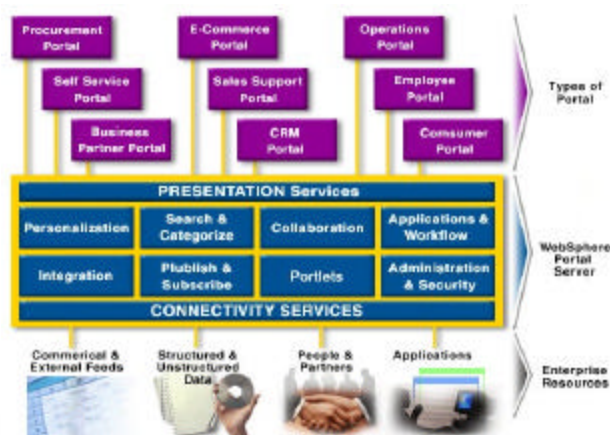 Procurement
Portal
E-Commerce
Portal
Operations
Portal
Self Service
Portal
Sales Support
Portal
Employee
Portal
Business
Partner Portal
CRM
Portal
Comsumer
Portal
Types of
Portal
PRESENTATION Services
Personalization
Search &
Categorize
Collaboration
Applications &
Workflow
Integration
Plublish &
Subscribe
Portlets
Administration
& Security
CONNECTIVITY SERVICES
WebSphere
Portal
Server
Commerical &
External Feeds
Structured &
Unstructured
Data
People &
Partners
Applications
Enterprise
Resources